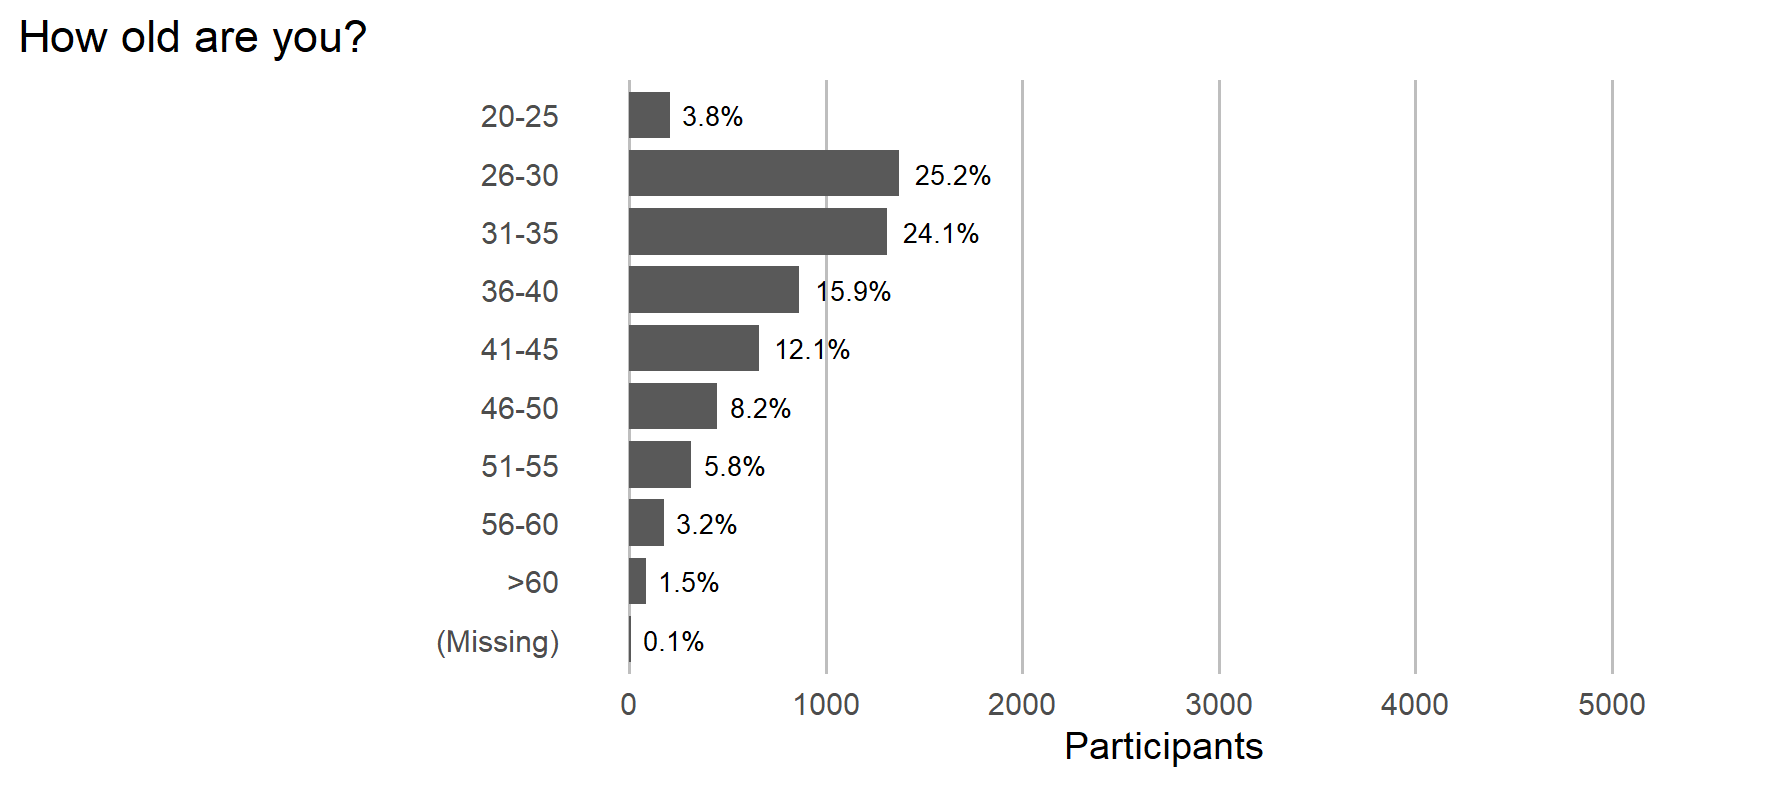 How old are you?
20-25 3.8%
26-30 25.2%
31-35 24.1%
36-40 15.9%
41-45 12.1%
46-50 8.2%
51-55 5.8%
56-60 3.2%
>60 1.5%
(Missing) 0.1%
0 1000 2000 3000 4000 5000
Participants